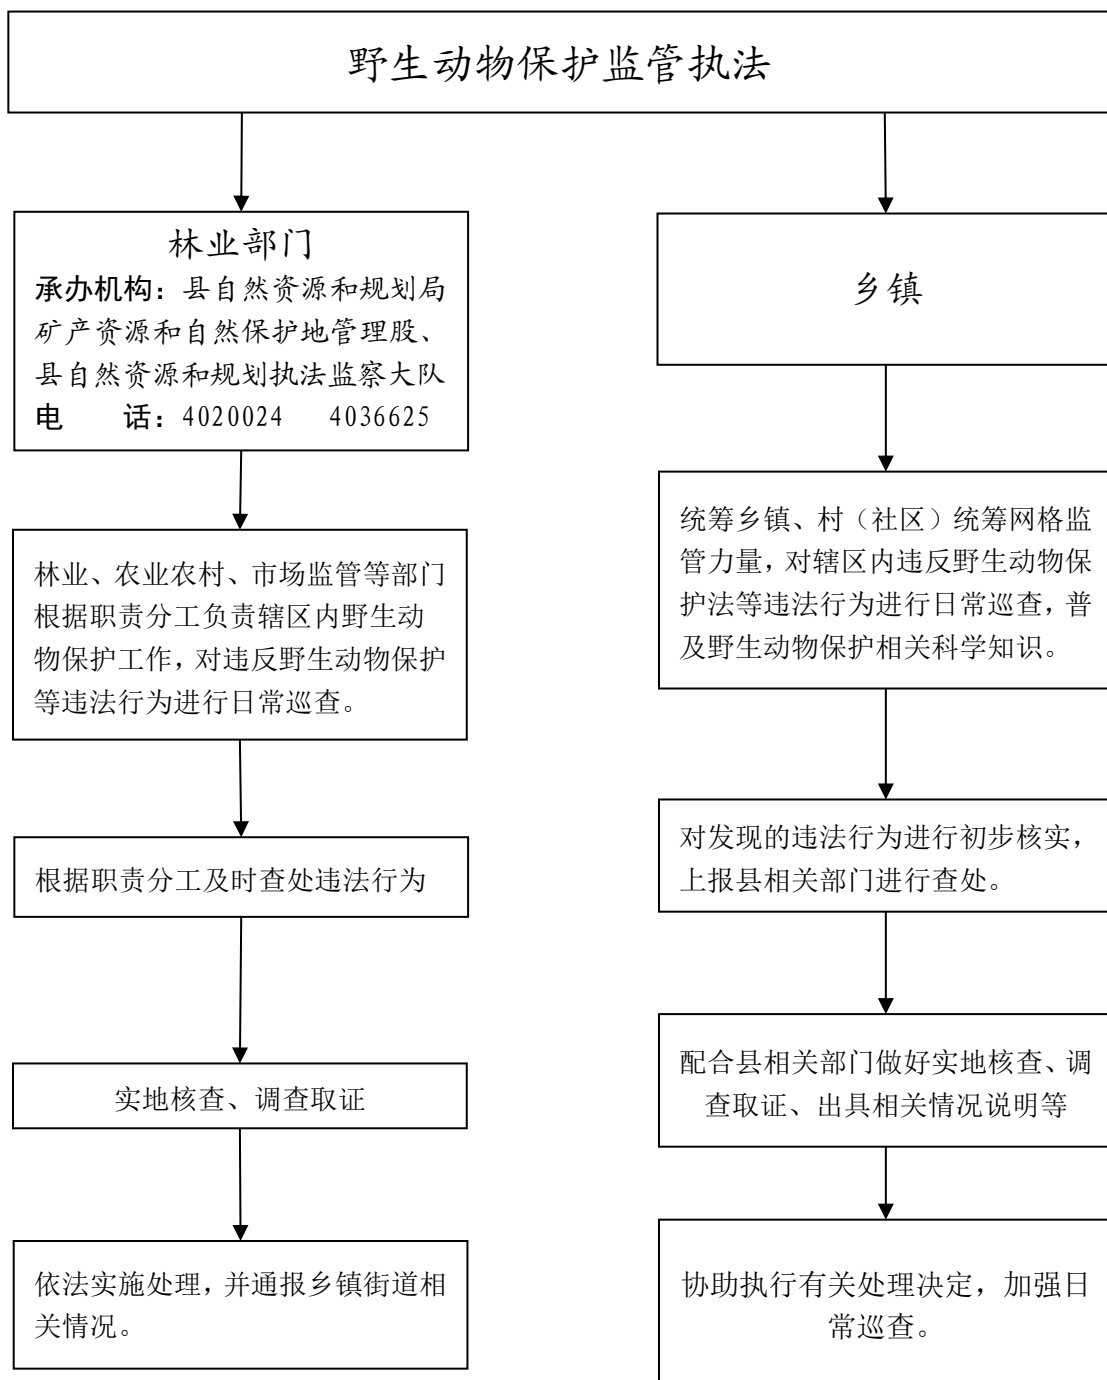 野生动物保护监管执法
林业部门
承办机构：县自然资源和规划局
矿产资源和自然保护地管理股、
县自然资源和规划执法监察大队
电　　话：4020024　4036625
林业、农业农村、市场监管等部门
根据职责分工负责辖区内野生动
物保护工作，对违反野生动物保护
等违法行为进行日常巡查。
根据职责分工及时查处违法行为
实地核查、调查取证
依法实施处理，并通报乡镇街道相
关情况。
乡镇
统筹乡镇、村（社区）统筹网格监
管力量，对辖区内违反野生动物保
护法等违法行为进行日常巡查，普
及野生动物保护相关科学知识。
对发现的违法行为进行初步核实，
上报县相关部门进行查处。
配合县相关部门做好实地核查、调
查取证、出具相关情况说明等
协助执行有关处理决定，加强日
常巡查。